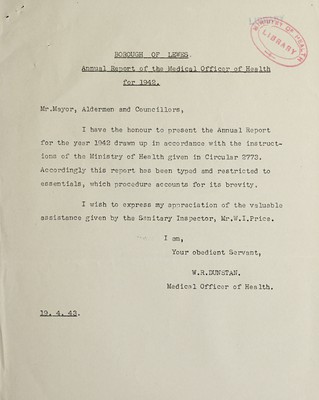 MINISTRY OF HEALTH
LIBRARY
BOROUGH OF LEWES.
Annual Report of the Medical Officer of Health
for 1942.
Mr.Mayor, Aldermen and Councillors,
I have the honour to present the Annual Report
for the year 1942 drawn up in accordance with the instruct-
ions of the Ministry of Health given in Circular 2773.
Accordingly this report has been typed and restricted to
essentials, which procedure accounts for its brevity.
I wish to express my appreciation of the valuable
assistance given by the Sanitary Inspector, Mr.W.I.Price.
I am,
Your obedient Servant,
W.R.DUNSTAN.
Medical Officer of Health.
19. 4. 43.